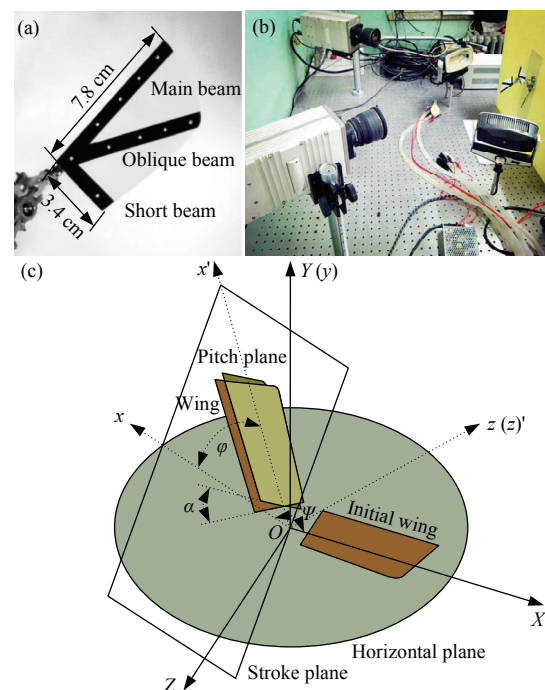 (a)
7.8 cm
Main beam
Oblique beam
3.4 cm
Short beam
(b)
(c)
x'
Y (y)
Pitch plane
x
Wing
z (z)'
φ
α
Ψ
Initial wing
O
X
Horizontal plane
Z
Stroke plane